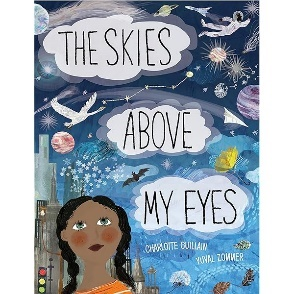 THE SKIES
ABOVE
MY EYES
CHARLOTTE GUILLAIN
YUVAL ZOMMER